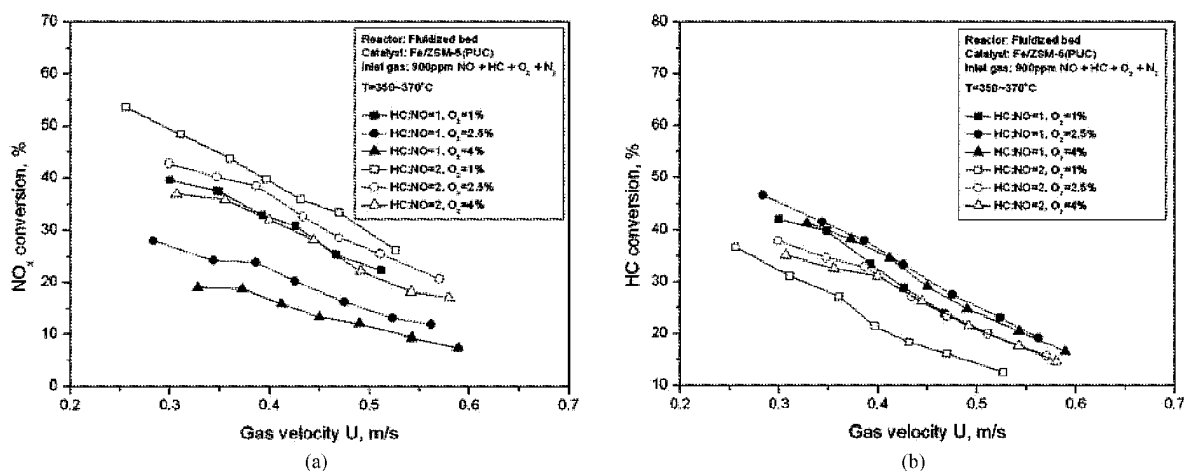 70
60
50
40
30
20
10
0
NOx conversion, %
Reactor: Fluidized bed
Catalyst: Fe/ZSM-5(PUC)
Inlet gas: 900ppm NO + HC + O2 + N2
T=350~370°C
HC:NO=1, O2=1%
HC:NO=1, O2=2.5%
HC:NO=1, O2=4%
HC:NO=2, O2=1%
HC:NO=2, O2=2.5%
HC:NO=2, O2=4%
0.2 0.3 0.4 0.5 0.6 0.7
Gas velocity U, m/s
(a)
80
70
60
50
40
30
20
10
HC conversion, %
Reactor: Fluidized bed
Catalyst: Fe/ZSM-5(PUC)
Inlet gas: 900ppm NO + HC + O2 + N2
T=350~370°C
HC:NO=1, O2=1%
HC:NO=1, O2=2.5%
HC:NO=1, O2=4%
HC:NO=2, O2=1%
HC:NO=2, O2=2.5%
HC:NO=2, O2=4%
0.2 0.3 0.4 0.5 0.6 0.7
Gas velocity U, m/s
(b)